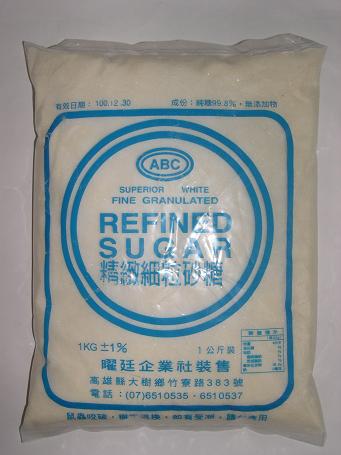 有效日期：100.12.30 成份：純糖99.8%，無添加物
ABC
SUPERIOR WHITE
FINE GRANULATED
REFINED
SUGAR
精緻細粒砂糖
1KG ±1% 1公斤裝
曜廷企業社裝售
高雄縣大樹鄉竹寮路383號
電話：(07)6510535．6510537